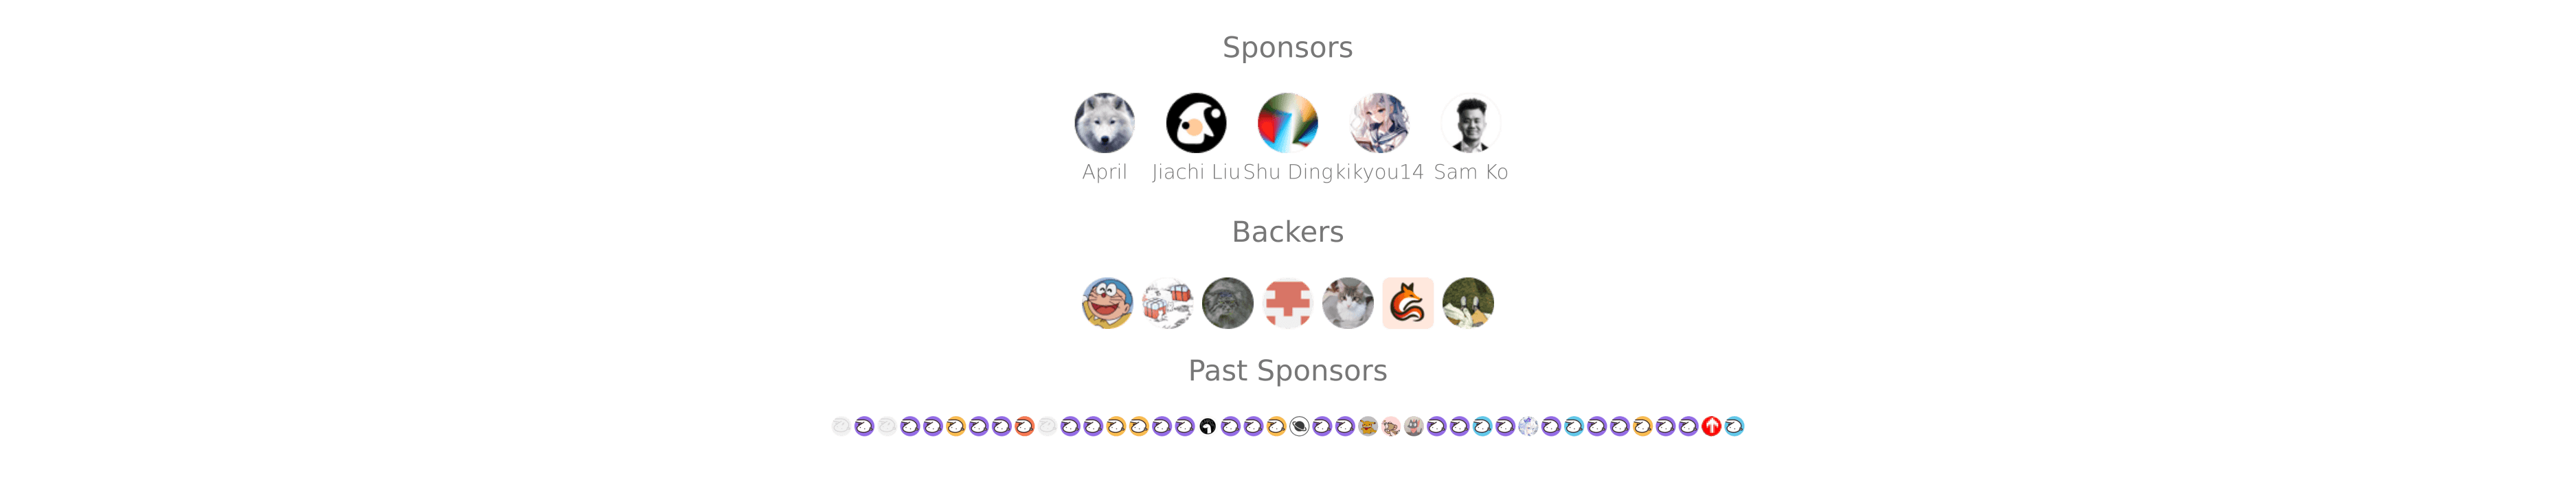 Sponsors
April Jiachi Liu Shu Ding kikyou14 Sam Ko
Backers
Past Sponsors